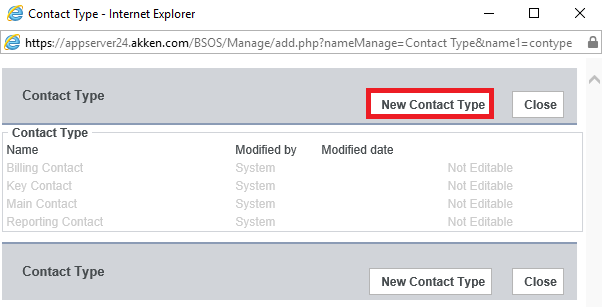 Contact Type - Internet Explorer
https://appserver24.akken.com/BSOS/Manage/add.php?nameManage=Contact Type&name1=contype
Contact Type New Contact Type Close
Contact Type
Name Modified by Modified date
Billing Contact System Not Editable
Key Contact System Not Editable
Main Contact System Not Editable
Reporting Contact System Not Editable
Contact Type New Contact Type Close